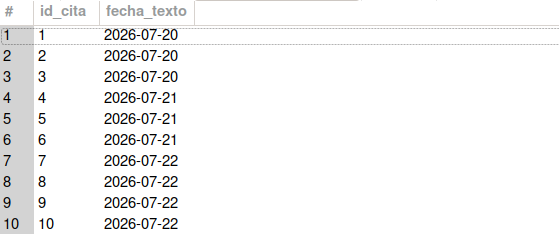 # id_cita fecha_texto
1 1 2026-07-20
2 2 2026-07-20
3 3 2026-07-20
4 4 2026-07-21
5 5 2026-07-21
6 6 2026-07-21
7 7 2026-07-22
8 8 2026-07-22
9 9 2026-07-22
10 10 2026-07-22